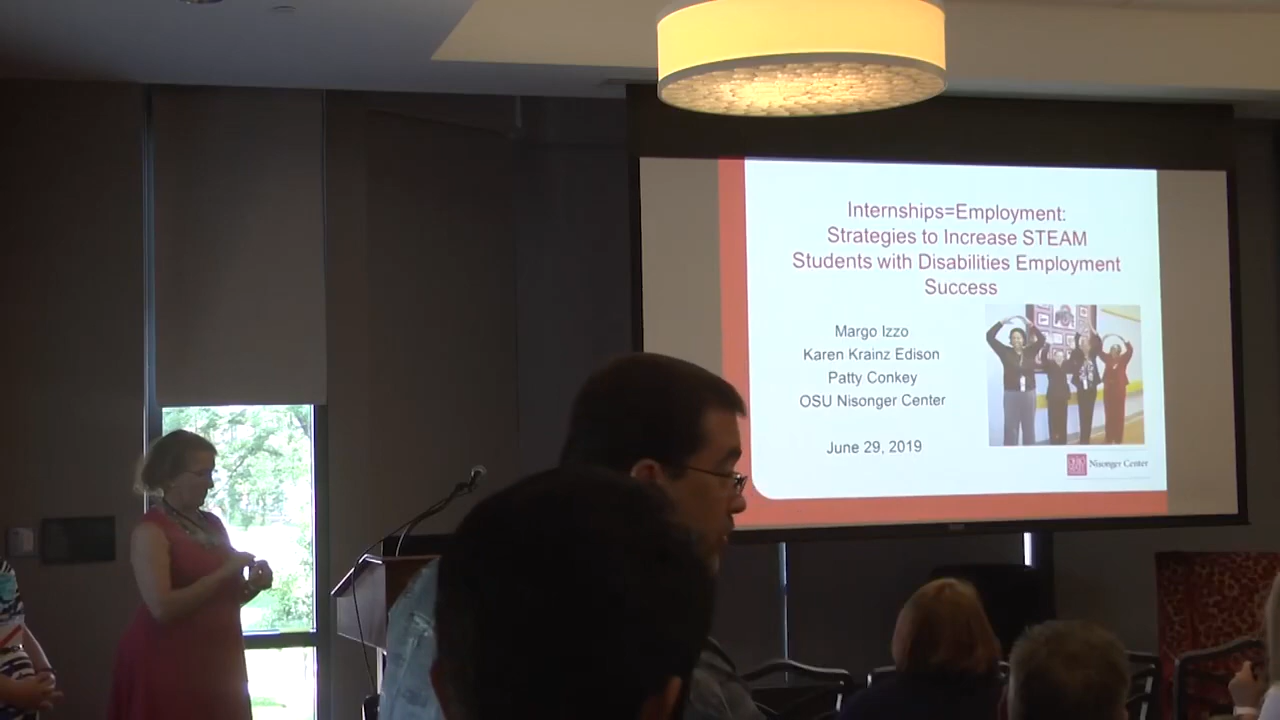 Internships=Employment:
Strategies to Increase STEAM
Students with Disabilities Employment
Success
Margo Izzo
Karen Krainz Edison
Patty Conkey
OSU Nisonger Center
June 29, 2019
Nisonger Center